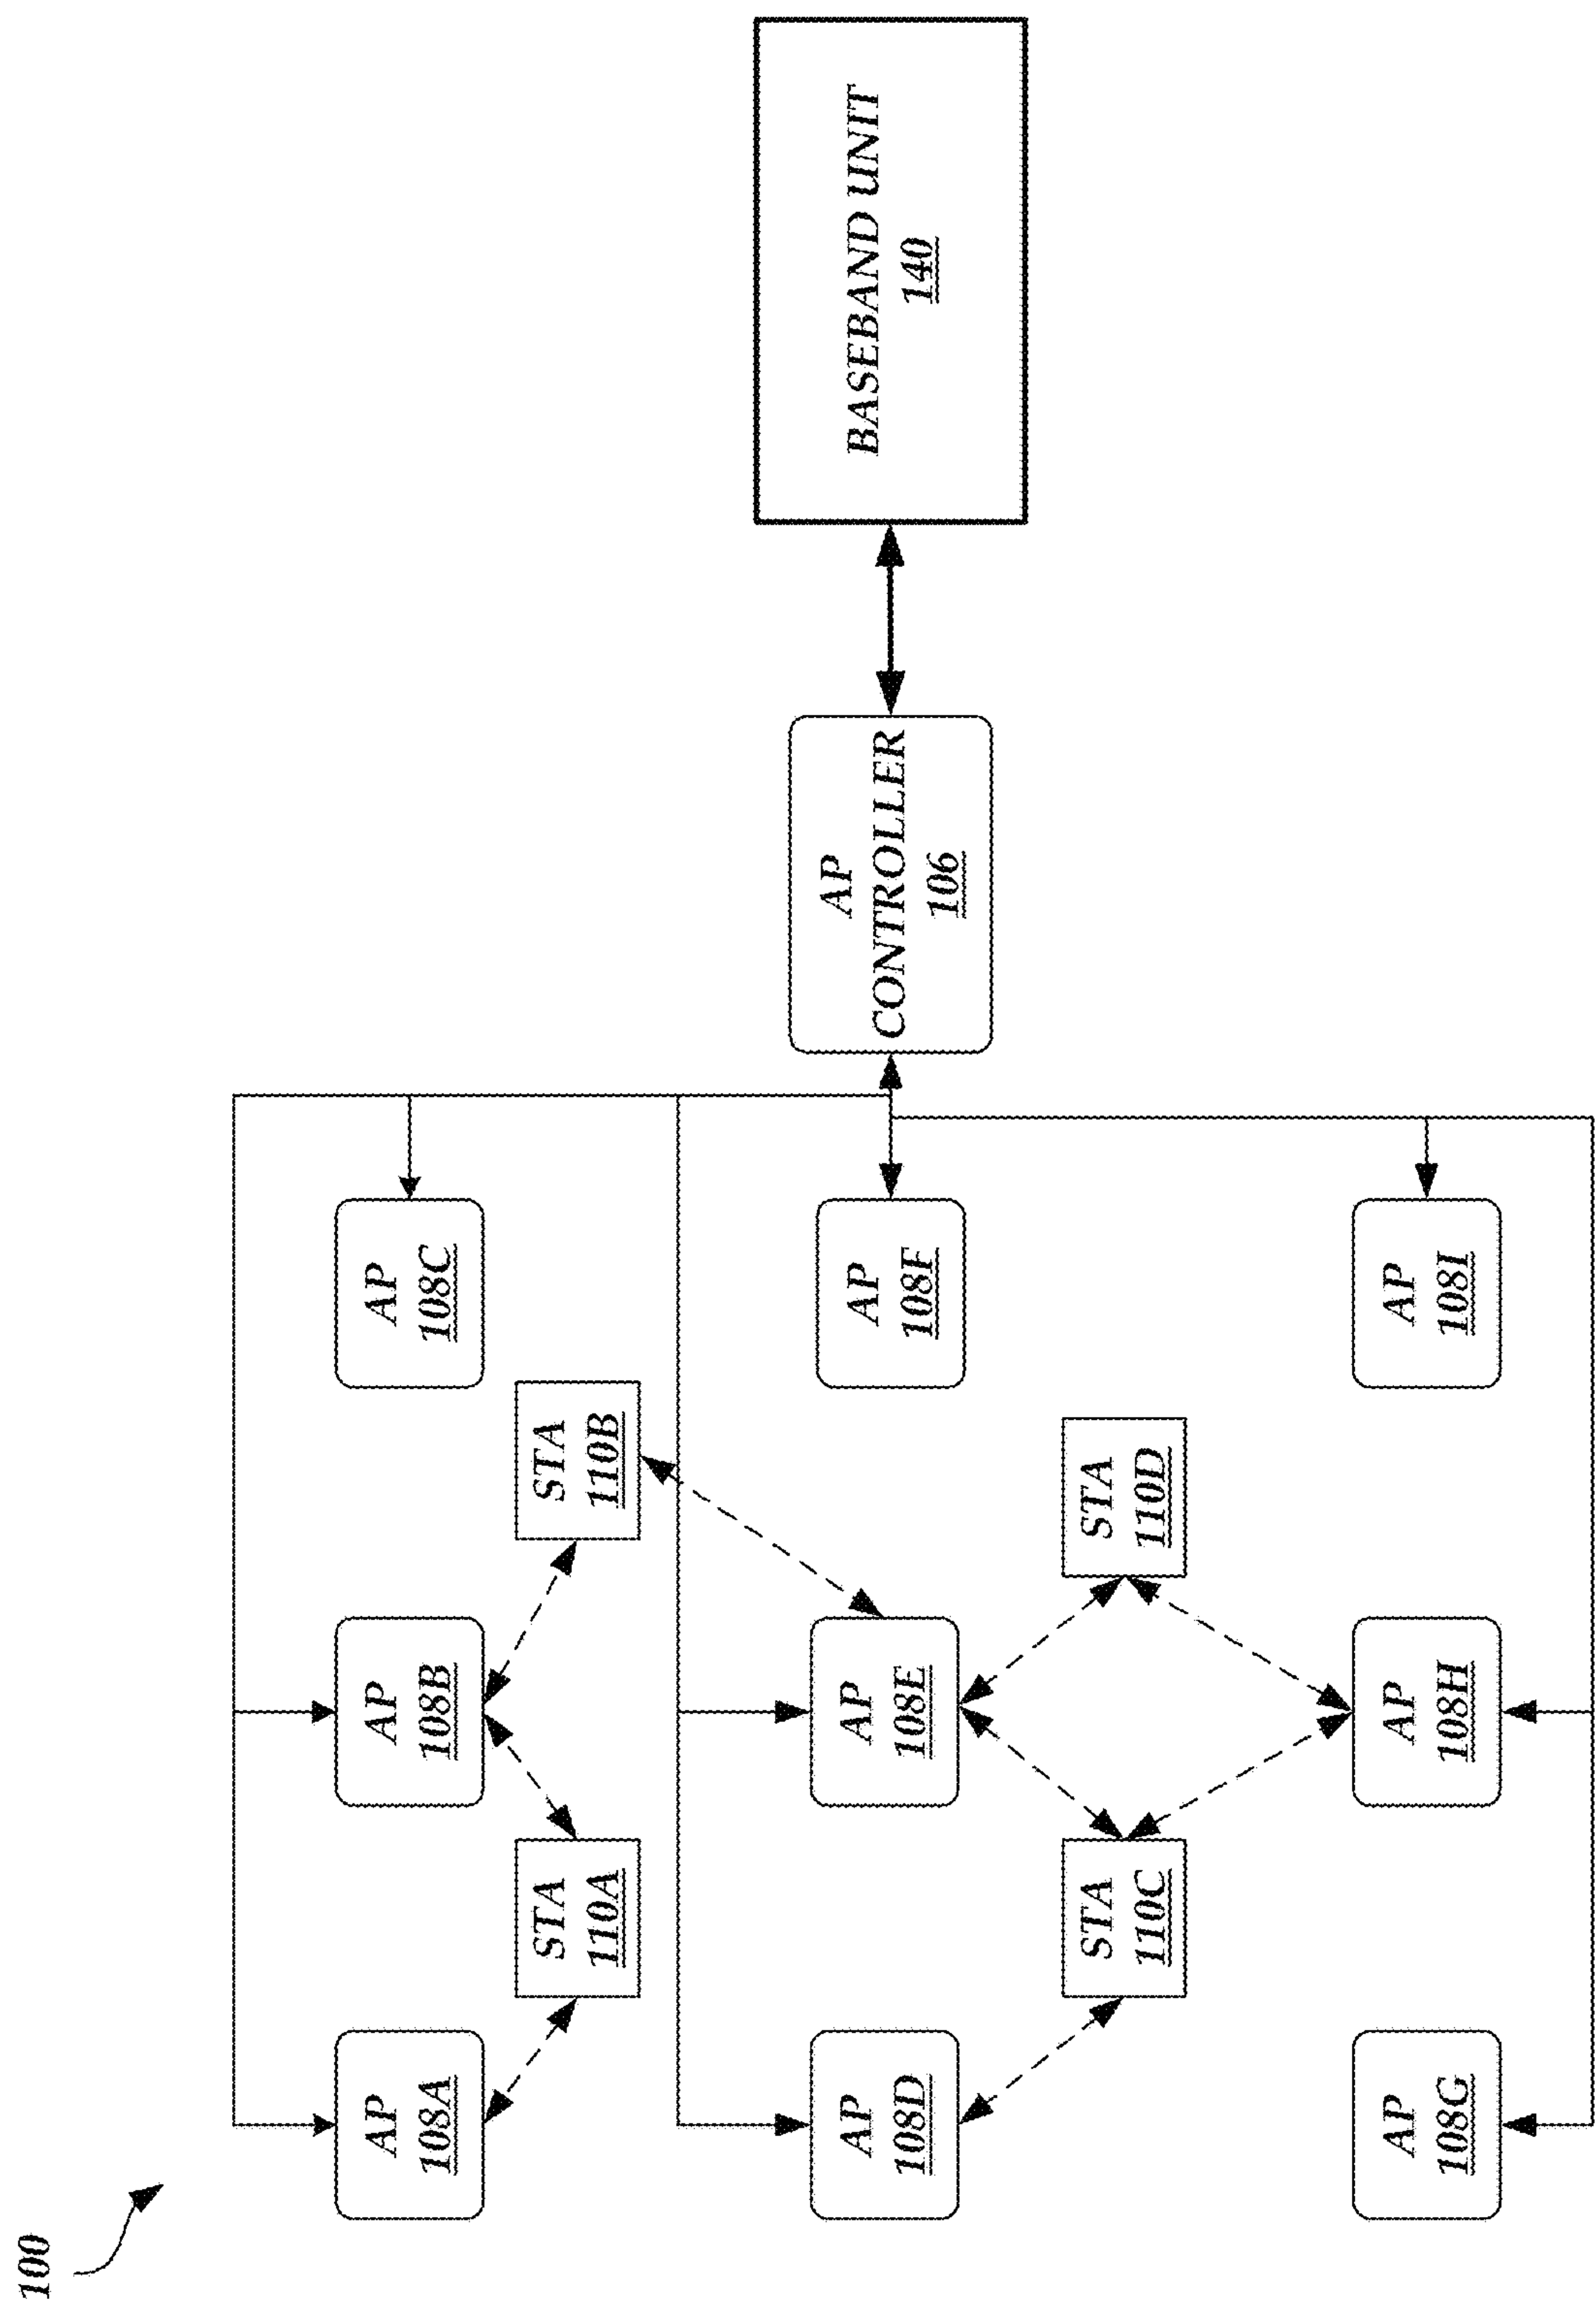 100
AP
108A
AP
108B
AP
108C
STA
110A
STA
110B
AP
108D
AP
108E
AP
108F
AP
CONTROLLER
106
BASEBAND UNIT
140
STA
110C
STA
110D
AP
108G
AP
108H
AP
108I